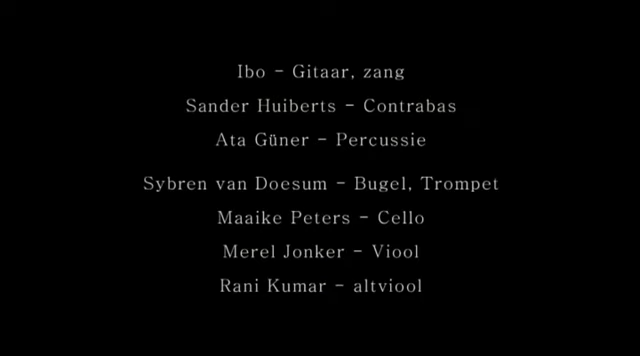 Ibo - Gitaar, zang
Sander Huiberts - Contrabas
Ata Güner - Percussie
Sybren van Doesum - Bugel, Trompet
Maaike Peters - Cello
Merel Jonker - Viool
Rani Kumar - altviool